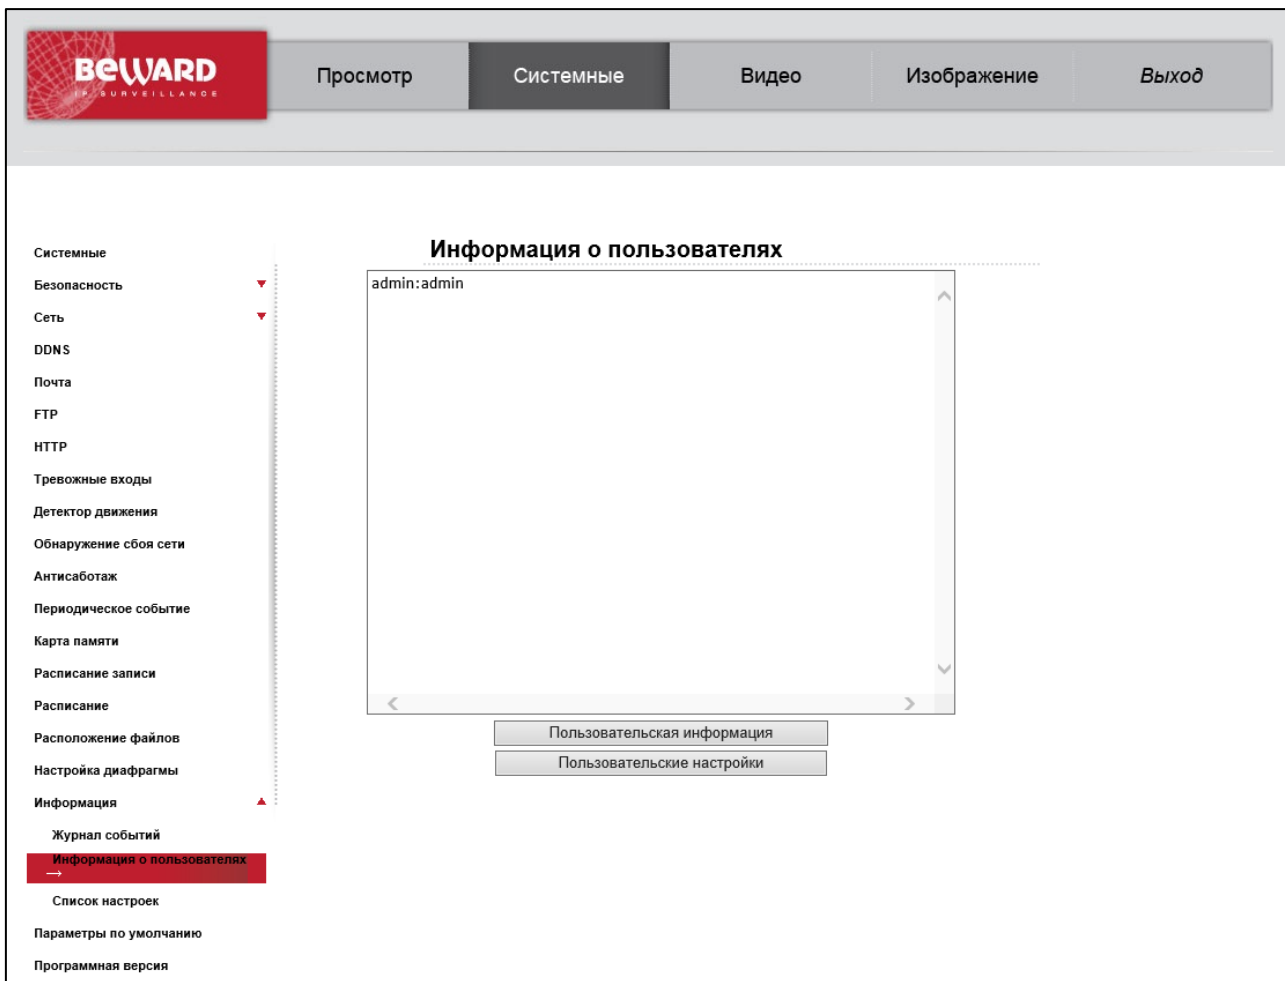 BEWARD
IP SURVEILLANCE
Просмотр
Системные
Видео
Изображение
Выход
Системные
Безопасность
Сеть
DDNS
Почта
FTP
HTTP
Тревожные входы
Детектор движения
Обнаружение сбоя сети
Антисаботаж
Периодическое событие
Карта памяти
Расписание записи
Расписание
Расположение файлов
Настройка диафрагмы
Информация
Журнал событий
Информация о пользователях
Список настроек
Параметры по умолчанию
Программная версия
Информация о пользователях
admin:admin
Пользовательская информация
Пользовательские настройки